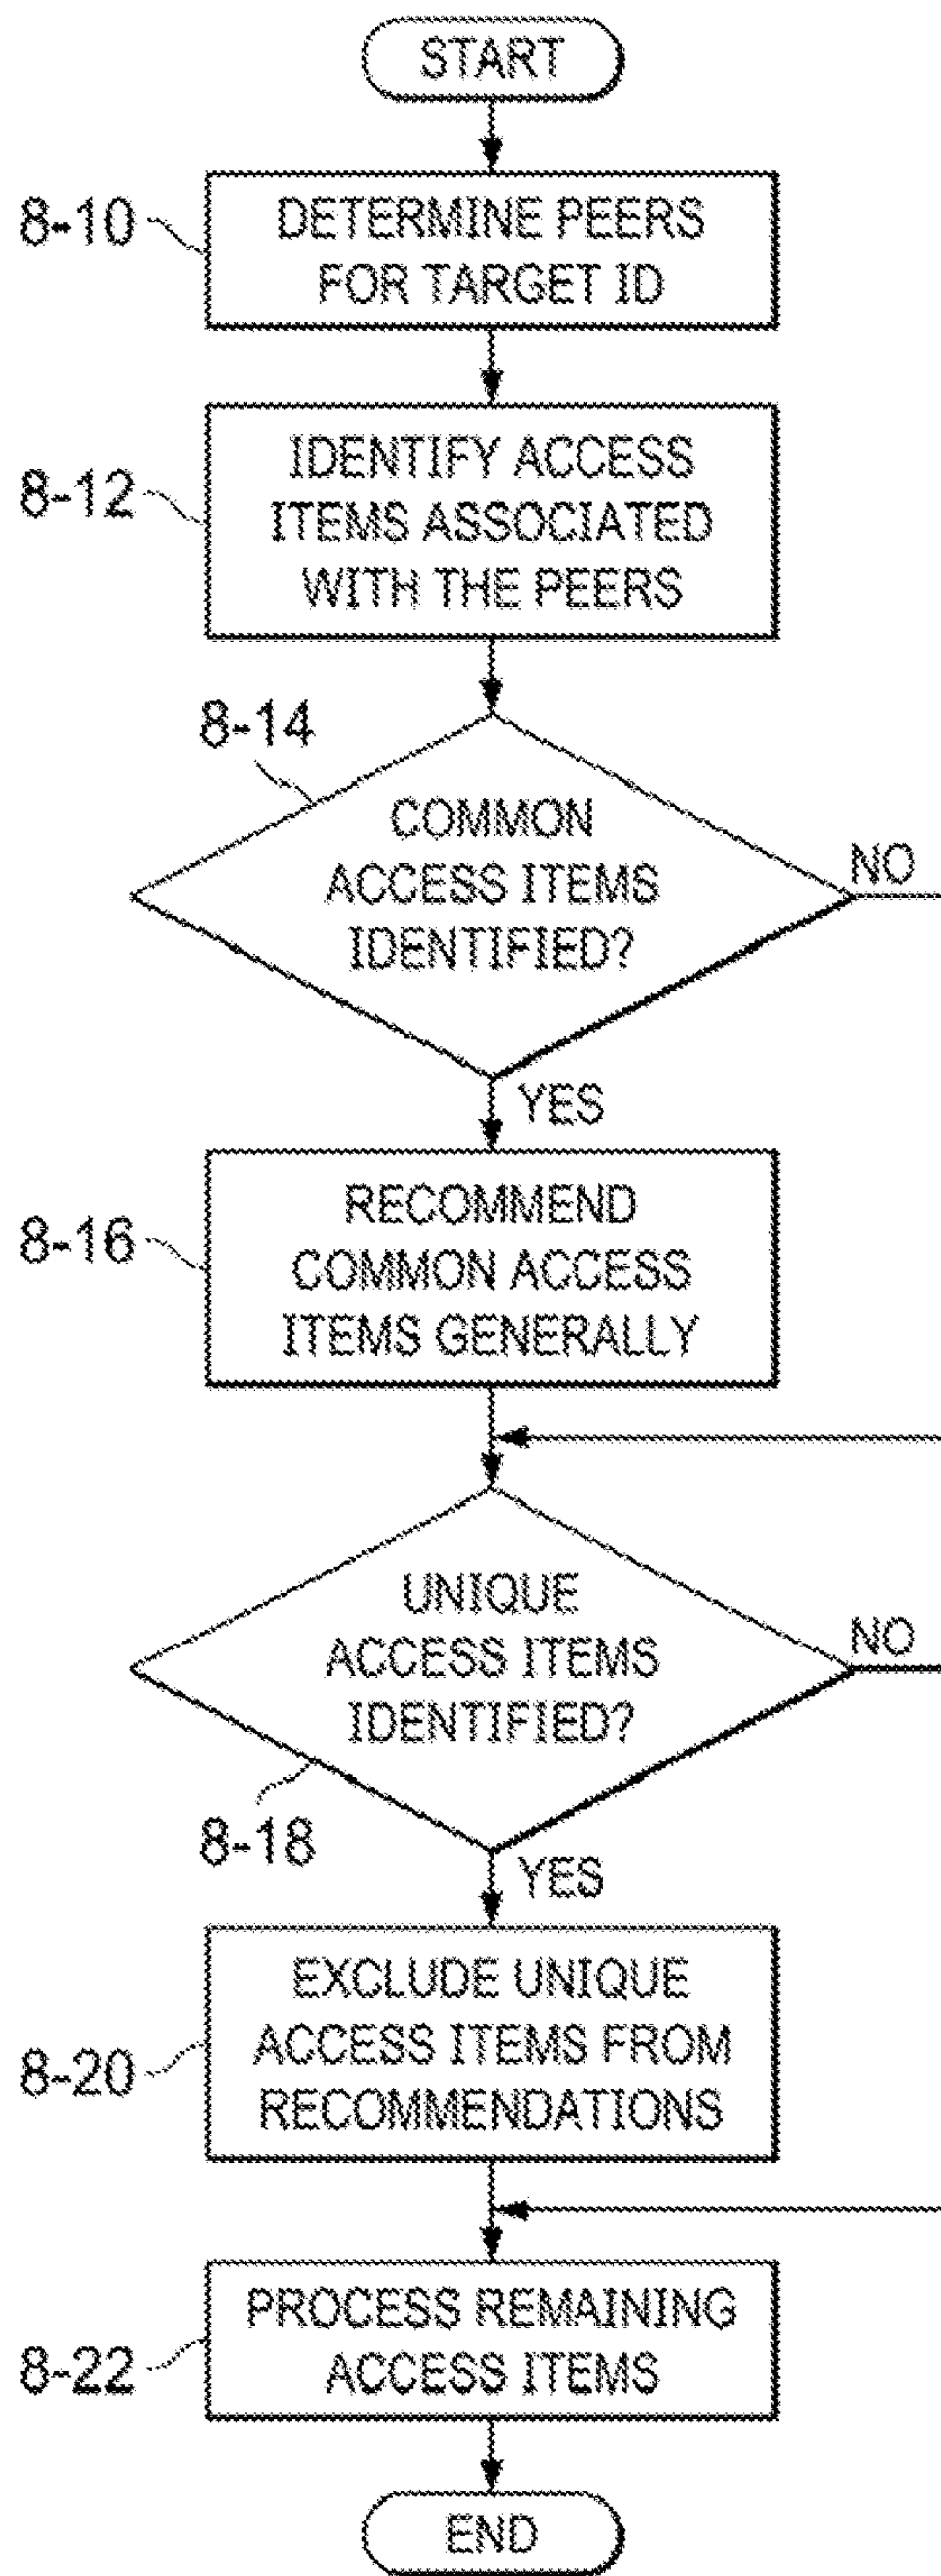 START
8-10
DETERMINE PEERS
FOR TARGET ID
8-12
IDENTIFY ACCESS
ITEMS ASSOCIATED
WITH THE PEERS
8-14
COMMON
ACCESS ITEMS
IDENTIFIED?
NO
YES
8-16
RECOMMEND
COMMON ACCESS
ITEMS GENERALLY
UNIQUE
ACCESS ITEMS
IDENTIFIED?
NO
8-18
YES
8-20
EXCLUDE UNIQUE
ACCESS ITEMS FROM
RECOMMENDATIONS
8-22
PROCESS REMAINING
ACCESS ITEMS
END